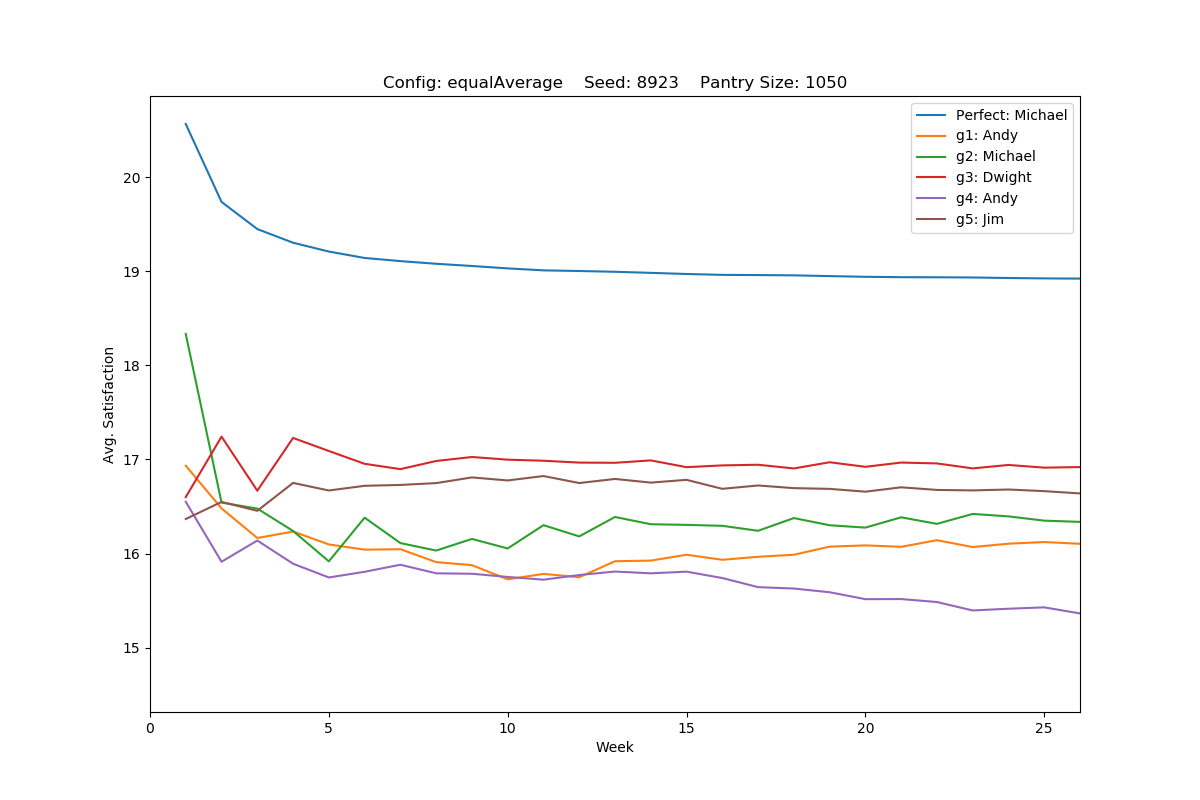 Config: equalAverage    Seed: 8923    Pantry Size: 1050
Perfect: Michael
g1: Andy
g2: Michael
g3: Dwight
g4: Andy
g5: Jim
Avg. Satisfaction
20
19
18
17
16
15
0 5 10 15 20 25
Week